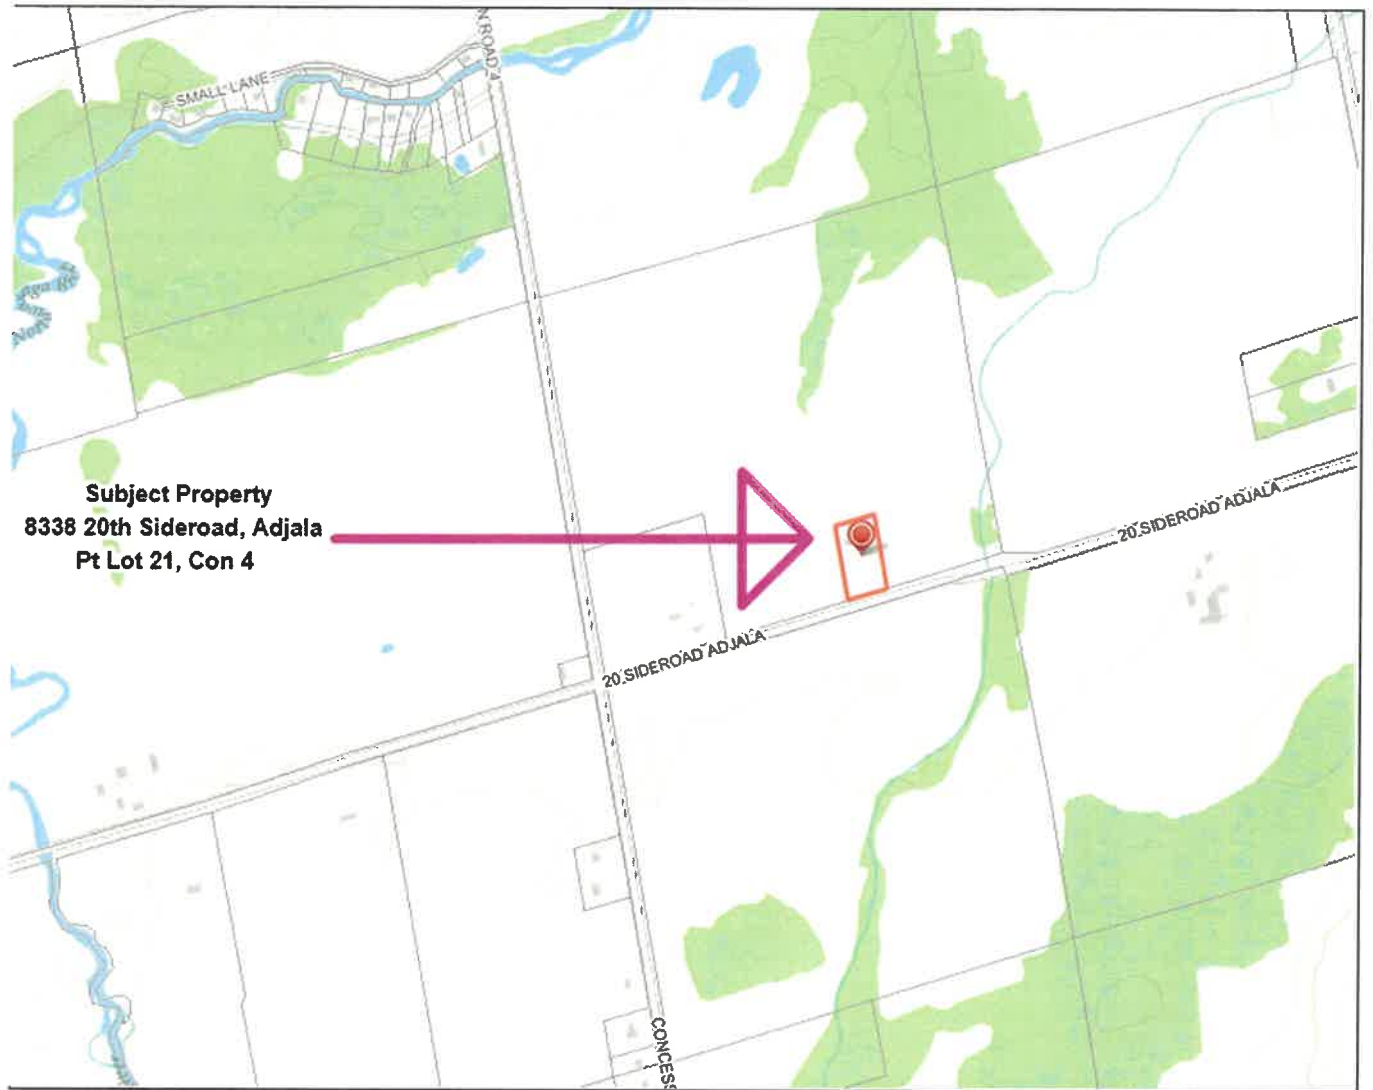 N ROAD 4
SMALL LANE
Subject Property
8338 20th Sideroad, Adjala
Pt Lot 21, Con 4
20 SIDEROAD ADJALA
20 SIDEROAD ADJALA
CONCESS